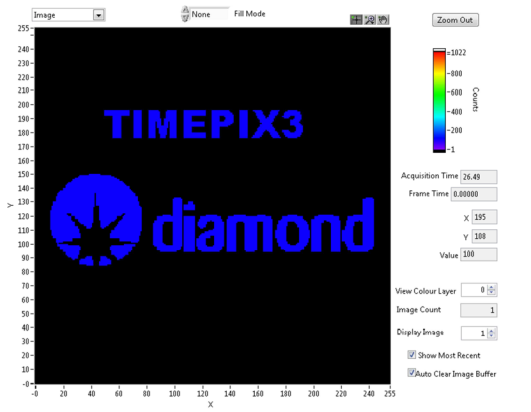 Image
None
Fill Mode
Zoom Out
255
240
230
220
210
200
190
180
170
160
150
140
130
120
110
100
90
80
70
60
50
40
30
20
10
0
Y
TIMEPIX3
diamond
0 20 40 60 80 100 120 140 160 180 200 220 255
X
1022
800
600
400
200
1
Counts
Acquisition Time 26.49
Frame Time 0.00000
X 195
Y 108
Value 100
View Colour Layer 0
Image Count 1
Display Image 1
Show Most Recent
Auto Clear Image Buffer